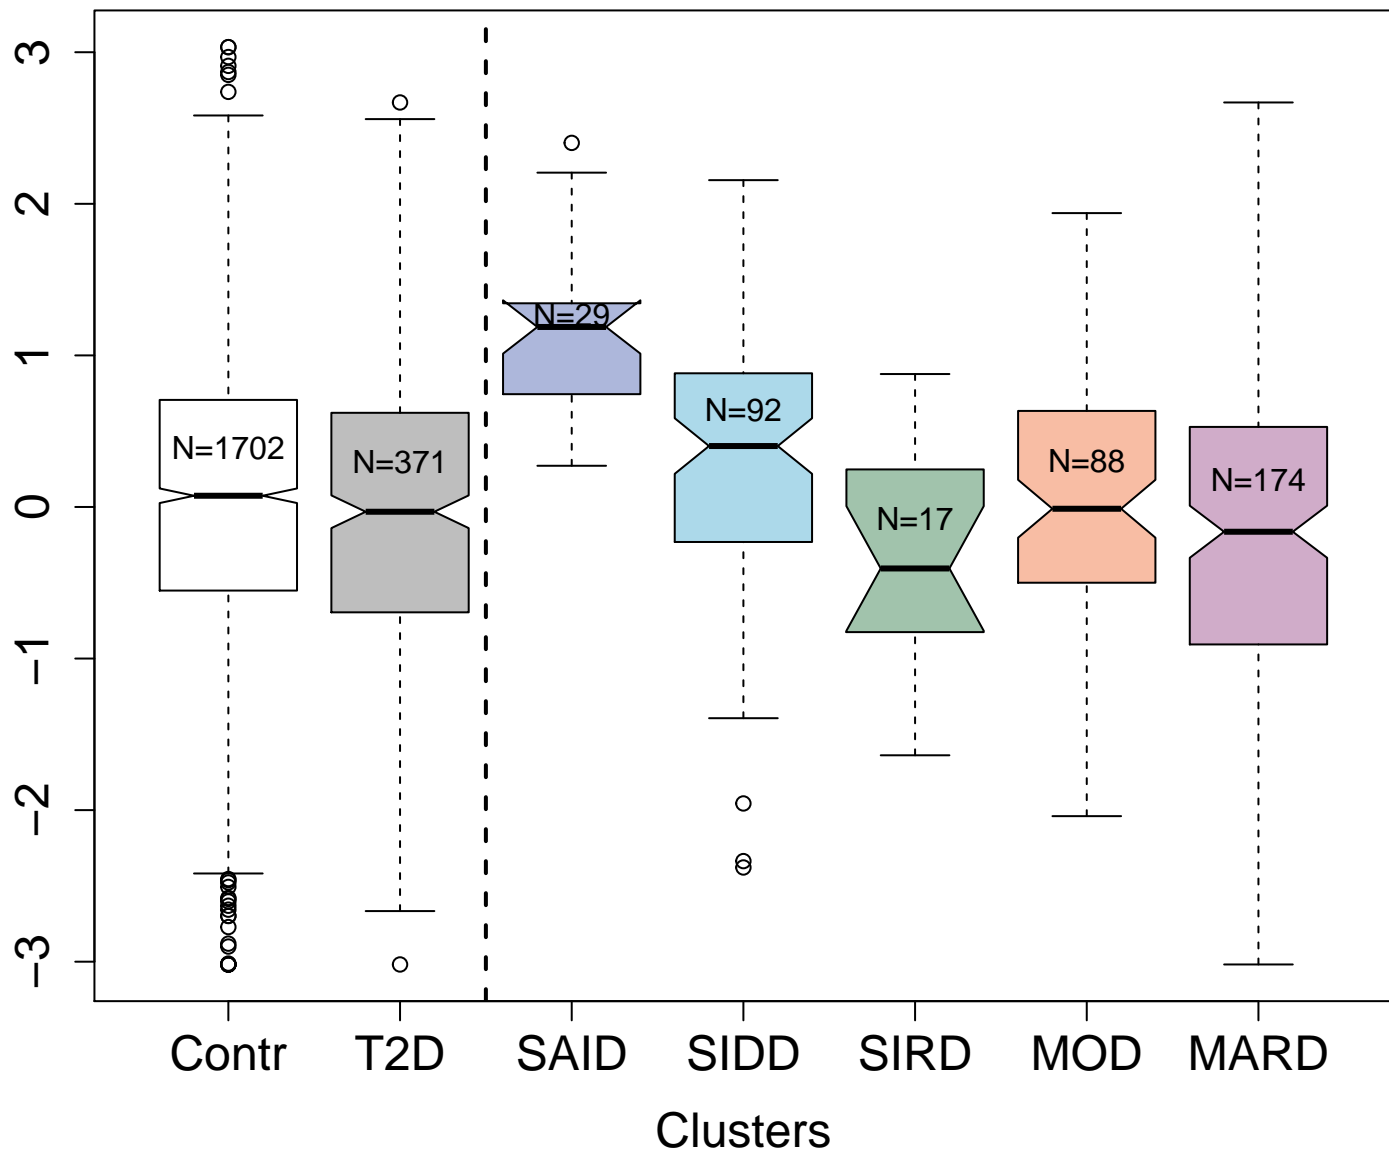 3
2
1
0
−1
−2
−3
N=1702
N=371
N=29
N=92
N=17
N=88
N=174
Contr T2D SAID SIDD SIRD MOD MARD
Clusters